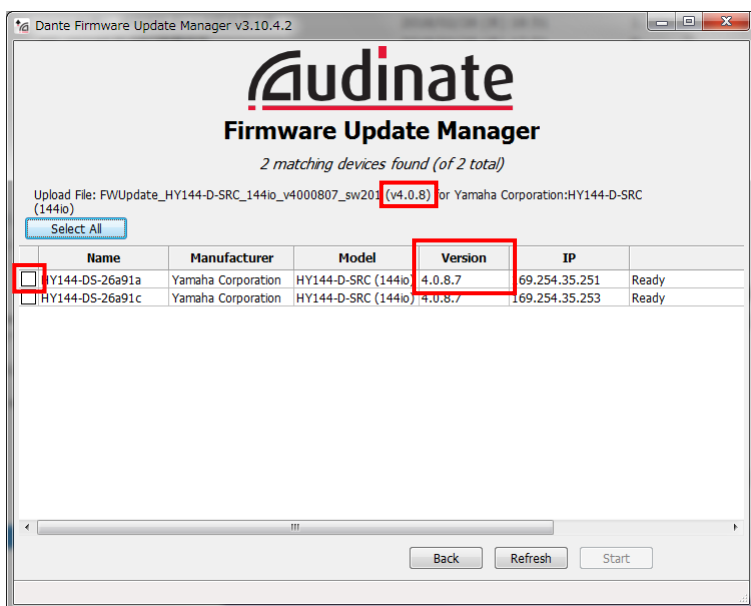 Dante Firmware Update Manager v3.10.4.2
Audinate
Firmware Update Manager
2 matching devices found (of 2 total)
Upload File: FWUpdate_HY144-D-SRC_144io_v4000807_sw201 (v4.0.8) for Yamaha Corporation:HY144-D-SRC
(144io)
Select All
Name Manufacturer Model Version IP
HY144-DS-26a91a Yamaha Corporation HY144-D-SRC (144io) 4.0.8.7 169.254.35.251 Ready
HY144-DS-26a91c Yamaha Corporation HY144-D-SRC (144io) 4.0.8.7 169.254.35.253 Ready
Back Refresh Start